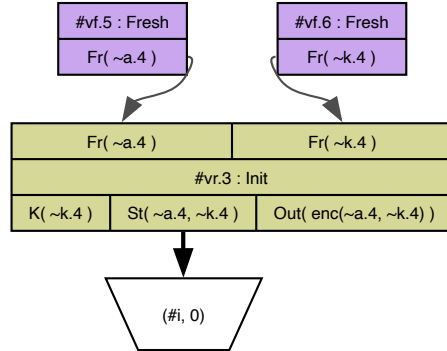 #vf.5 : Fresh
#vf.6 : Fresh
Fr( ~a.4 )
Fr( ~k.4 )
Fr( ~a.4 )
Fr( ~k.4 )
#vr.3 : Init
K( ~k.4 )
St( ~a.4, ~k.4 )
Out( enc(~a.4, ~k.4) )
(#i, 0)